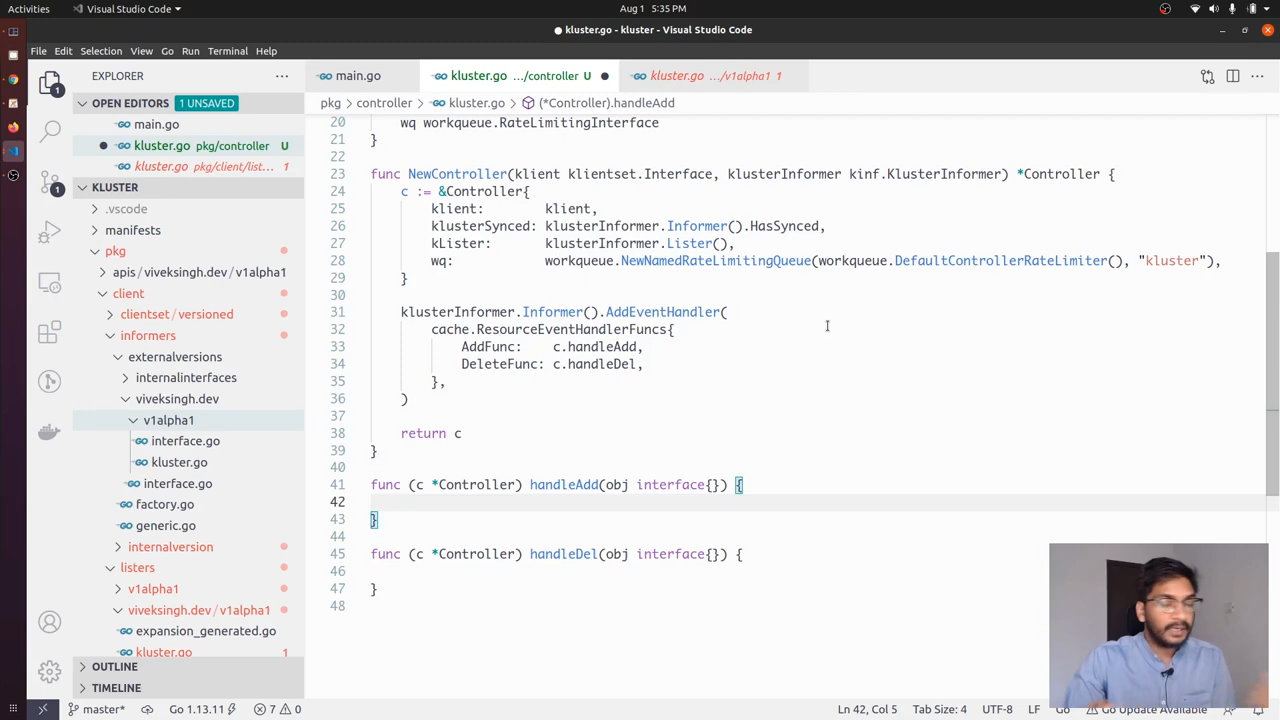 Activities
Visual Studio Code
Aug 1 5:35 PM
kluster.go - kluster - Visual Studio Code
File Edit Selection View Go Run Terminal Help
EXPLORER
main.go
kluster.go .../controller U
kluster.go .../v1alpha1 1
OPEN EDITORS 1 UNSAVED
main.go
kluster.go pkg/controller U
kluster.go pkg/client/list... 1
KLUSTER
.vscode
manifests
pkg
apis / viveksingh.dev / v1alpha1
client
clientset / versioned
informers
externalversions
internalinterfaces
viveksingh.dev
v1alpha1
interface.go
kluster.go
interface.go
factory.go
generic.go
internalversion
listers
v1alpha1
viveksingh.dev / v1alpha1
expansion_generated.go
kluster.go 1
OUTLINE
TIMELINE
pkg > controller > kluster.go > (*Controller).handleAdd
20 wq workqueue.RateLimitingInterface
21 }
22
23 func NewController(klient clientset.Interface, klusterInformer kinf.KlusterInformer) *Controller {
24 c := &Controller{
25 klient: klient,
26 klusterSynced: klusterInformer.Informer().HasSynced,
27 kLister: klusterInformer.Lister(),
28 wq: workqueue.NewNamedRateLimitingQueue(workqueue.DefaultControllerRateLimiter(), "kluster"),
29 }
30
31 klusterInformer.Informer().AddEventHandler(
32 cache.ResourceEventHandlerFuncs{
33 AddFunc: c.handleAdd,
34 DeleteFunc: c.handleDel,
35 },
36 )
37
38 return c
39 }
40
41 func (c *Controller) handleAdd(obj interface{}) {
42
43 }
44
45 func (c *Controller) handleDel(obj interface{}) {
46
47 }
48
master* Go 1.13.11 7 0
Ln 42, Col 5 Tab Size: 4 UTF-8 LF Go Go Update Available
1
1